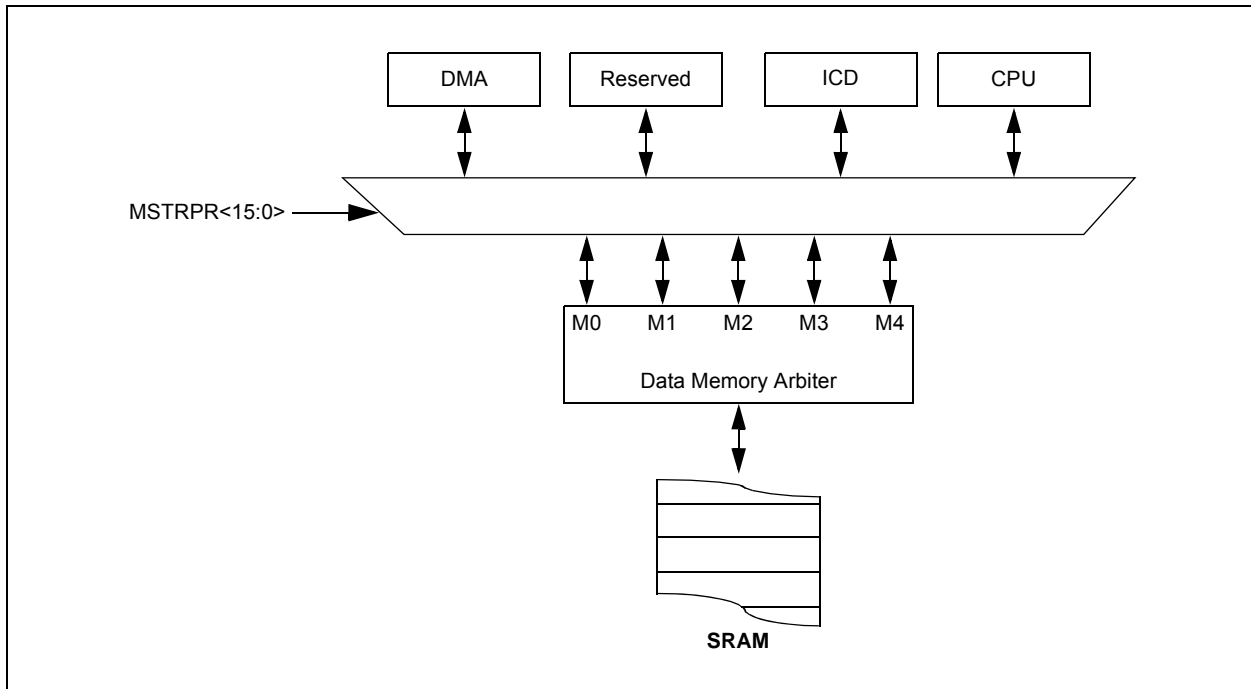 DMA
Reserved
ICD
CPU
MSTRPR<15:0>
M0
M1
M2
M3
M4
Data Memory Arbiter
SRAM